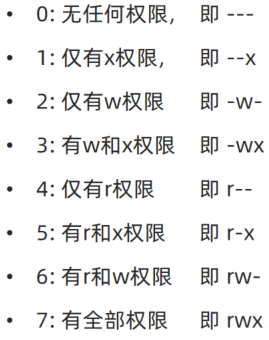 • 0: 无任何权限， 即 ---
• 1: 仅有x权限， 即 --x
• 2: 仅有w权限 即 -w-
• 3: 有w和x权限 即 -wx
• 4: 仅有r权限 即 r--
• 5: 有r和x权限 即 r-x
• 6: 有r和w权限 即 rw-
• 7: 有全部权限 即 rwx